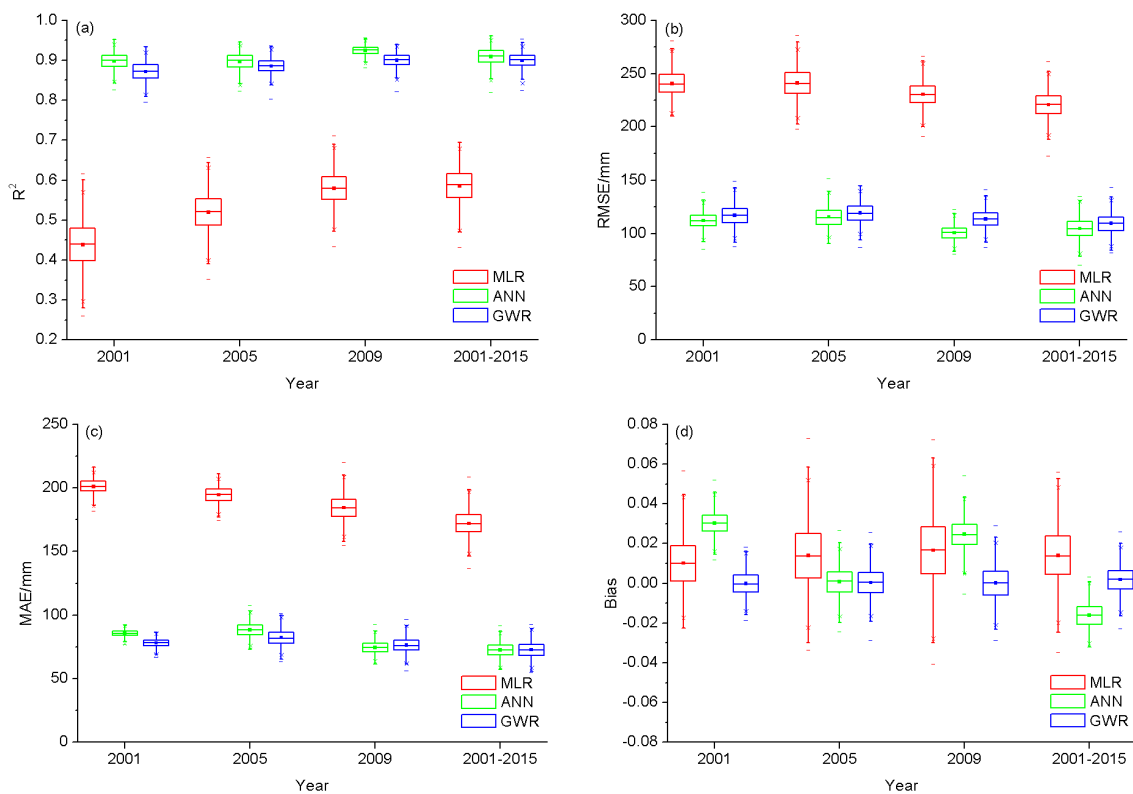 (a)
1.0
0.9
0.8
0.7
0.6
0.5
0.4
0.3
0.2
R²
MLR
ANN
GWR
2001
2005
2009
2001-2015
Year
(b)
300
250
200
150
100
50
0
RMSE/mm
MLR
ANN
GWR
2001
2005
2009
2001-2015
Year
(c)
250
200
150
100
50
0
MAE/mm
MLR
ANN
GWR
2001
2005
2009
2001-2015
Year
(d)
0.08
0.06
0.04
0.02
0.00
-0.02
-0.04
-0.06
-0.08
Bias
MLR
ANN
GWR
2001
2005
2009
2001-2015
Year